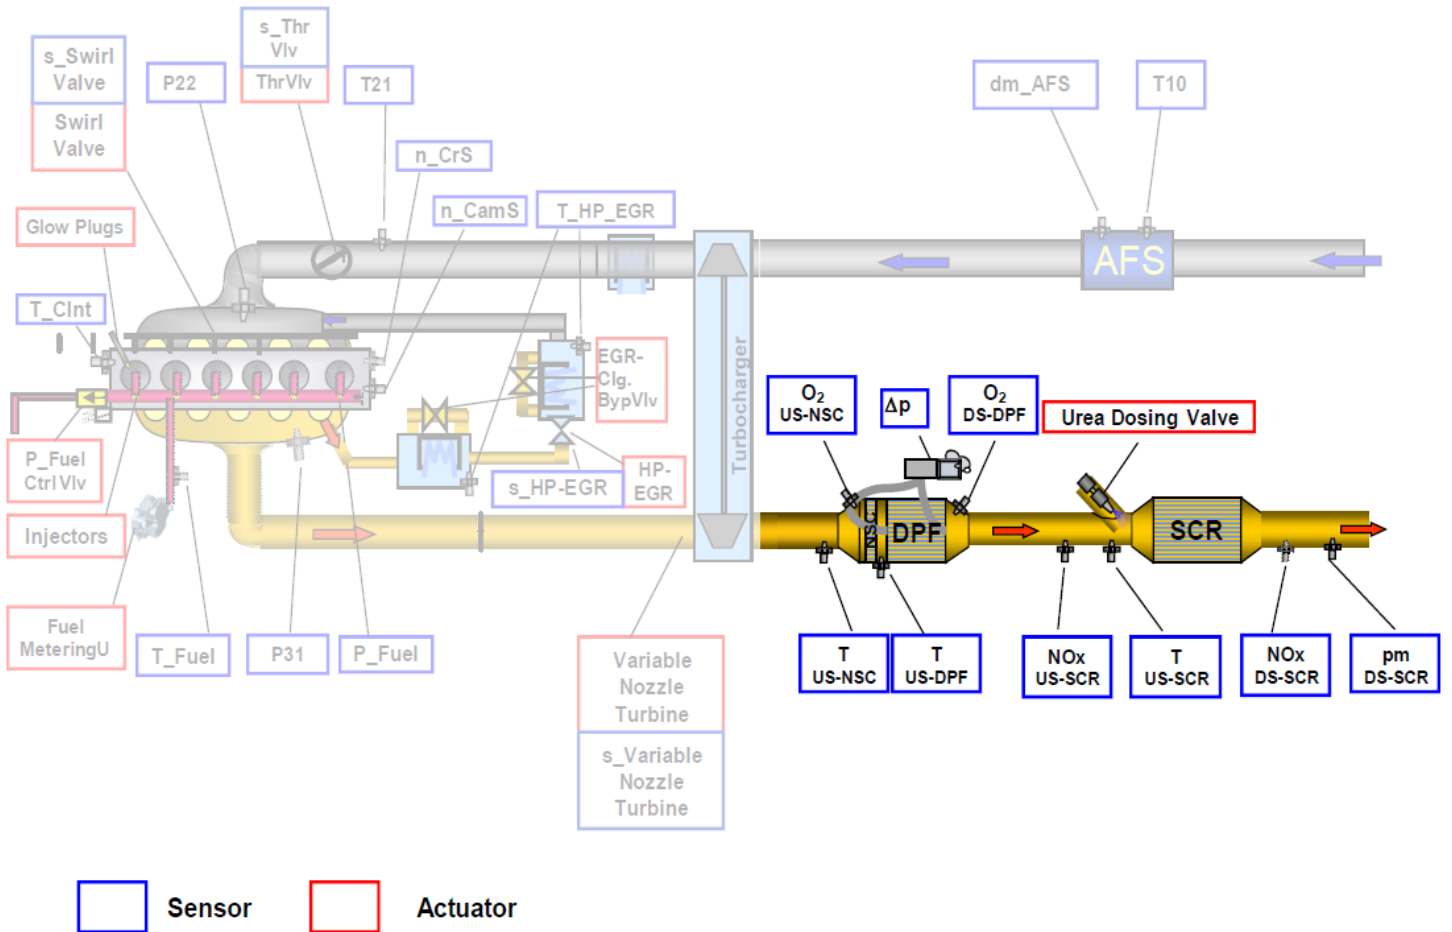 s_Swirl
Valve
Swirl
Valve
P22
s_Thr
Vlv
ThrVlv
T21
dm_AFS
T10
n_CrS
n_CamS
T_HP_EGR
Glow Plugs
AFS
T_Clnt
EGR-
Clg.
BypVlv
Turbocharger
O₂
US-NSC
Δp
O₂
DS-DPF
Urea Dosing Valve
P_Fuel
CtrlVlv
s_HP-EGR
HP-
EGR
NSC
DPF
SCR
Injectors
Fuel
MeteringU
T_Fuel
P31
P_Fuel
Variable
Nozzle
Turbine
s_Variable
Nozzle
Turbine
T
US-NSC
T
US-DPF
NOx
US-SCR
T
US-SCR
NOx
DS-SCR
pm
DS-SCR
Sensor
Actuator